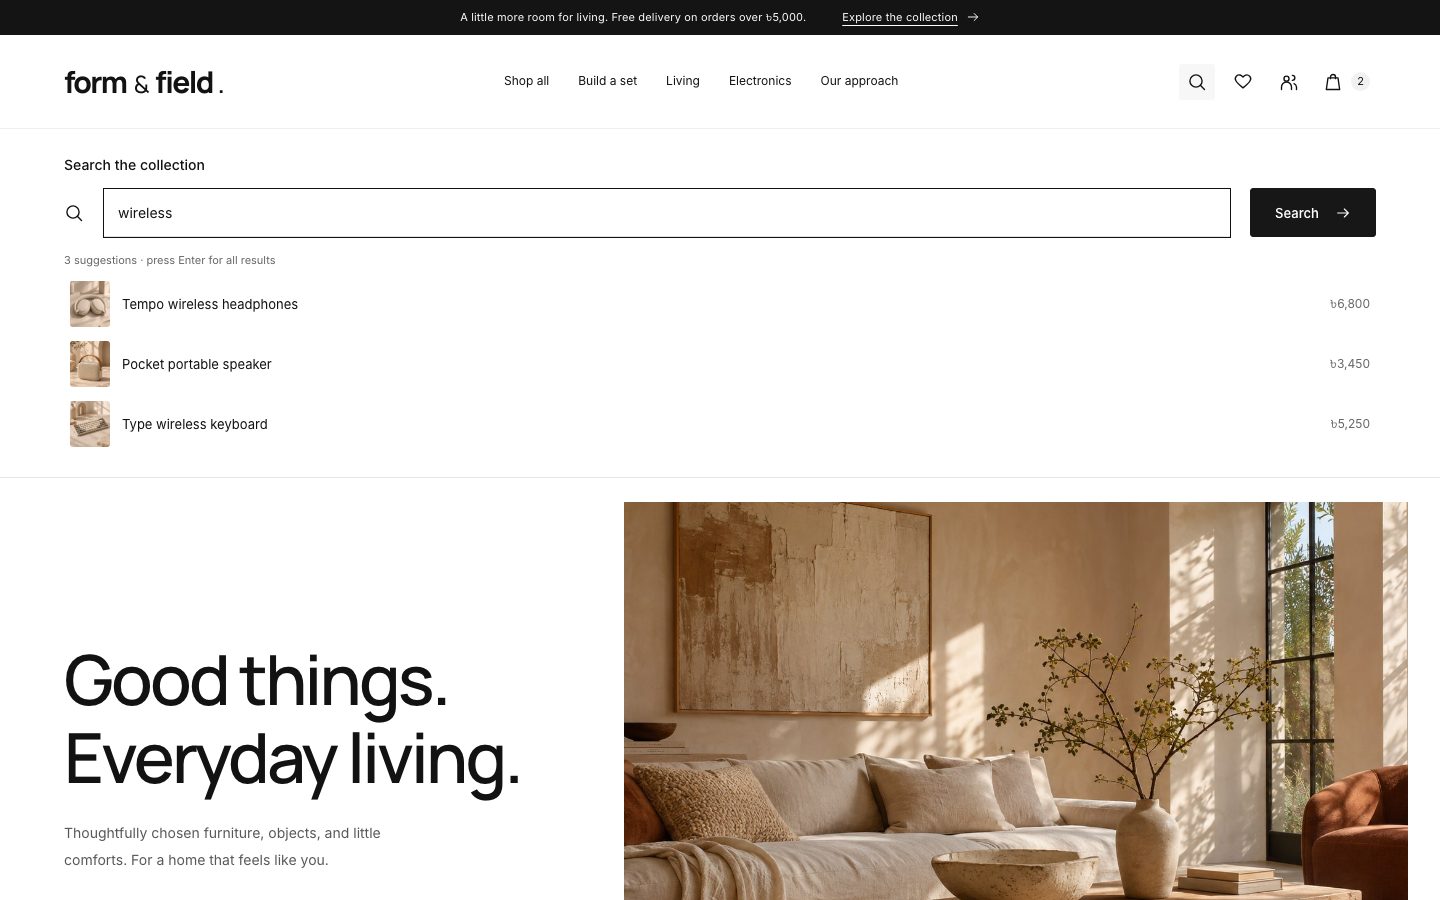 A little more room for living. Free delivery on orders over ৳5,000. Explore the collection →
form & field .
Shop all Build a set Living Electronics Our approach
2
Search the collection
wireless
Search →
3 suggestions · press Enter for all results
Tempo wireless headphones ৳6,800
Pocket portable speaker ৳3,450
Type wireless keyboard ৳5,250
Good things.
Everyday living.
Thoughtfully chosen furniture, objects, and little
comforts. For a home that feels like you.